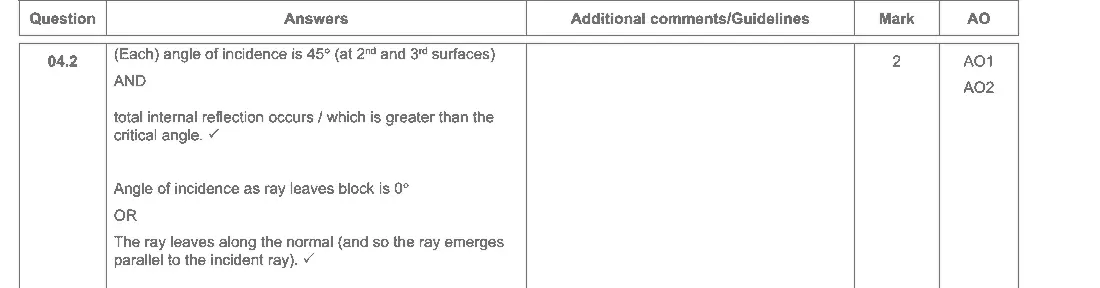 Question Answers Additional comments/Guidelines Mark AO
04.2 (Each) angle of incidence is 45° (at 2nd and 3rd surfaces) 2 AO1
AND AO2
total internal reflection occurs / which is greater than the
critical angle. ✓
Angle of incidence as ray leaves block is 0°
OR
The ray leaves along the normal (and so the ray emerges
parallel to the incident ray). ✓